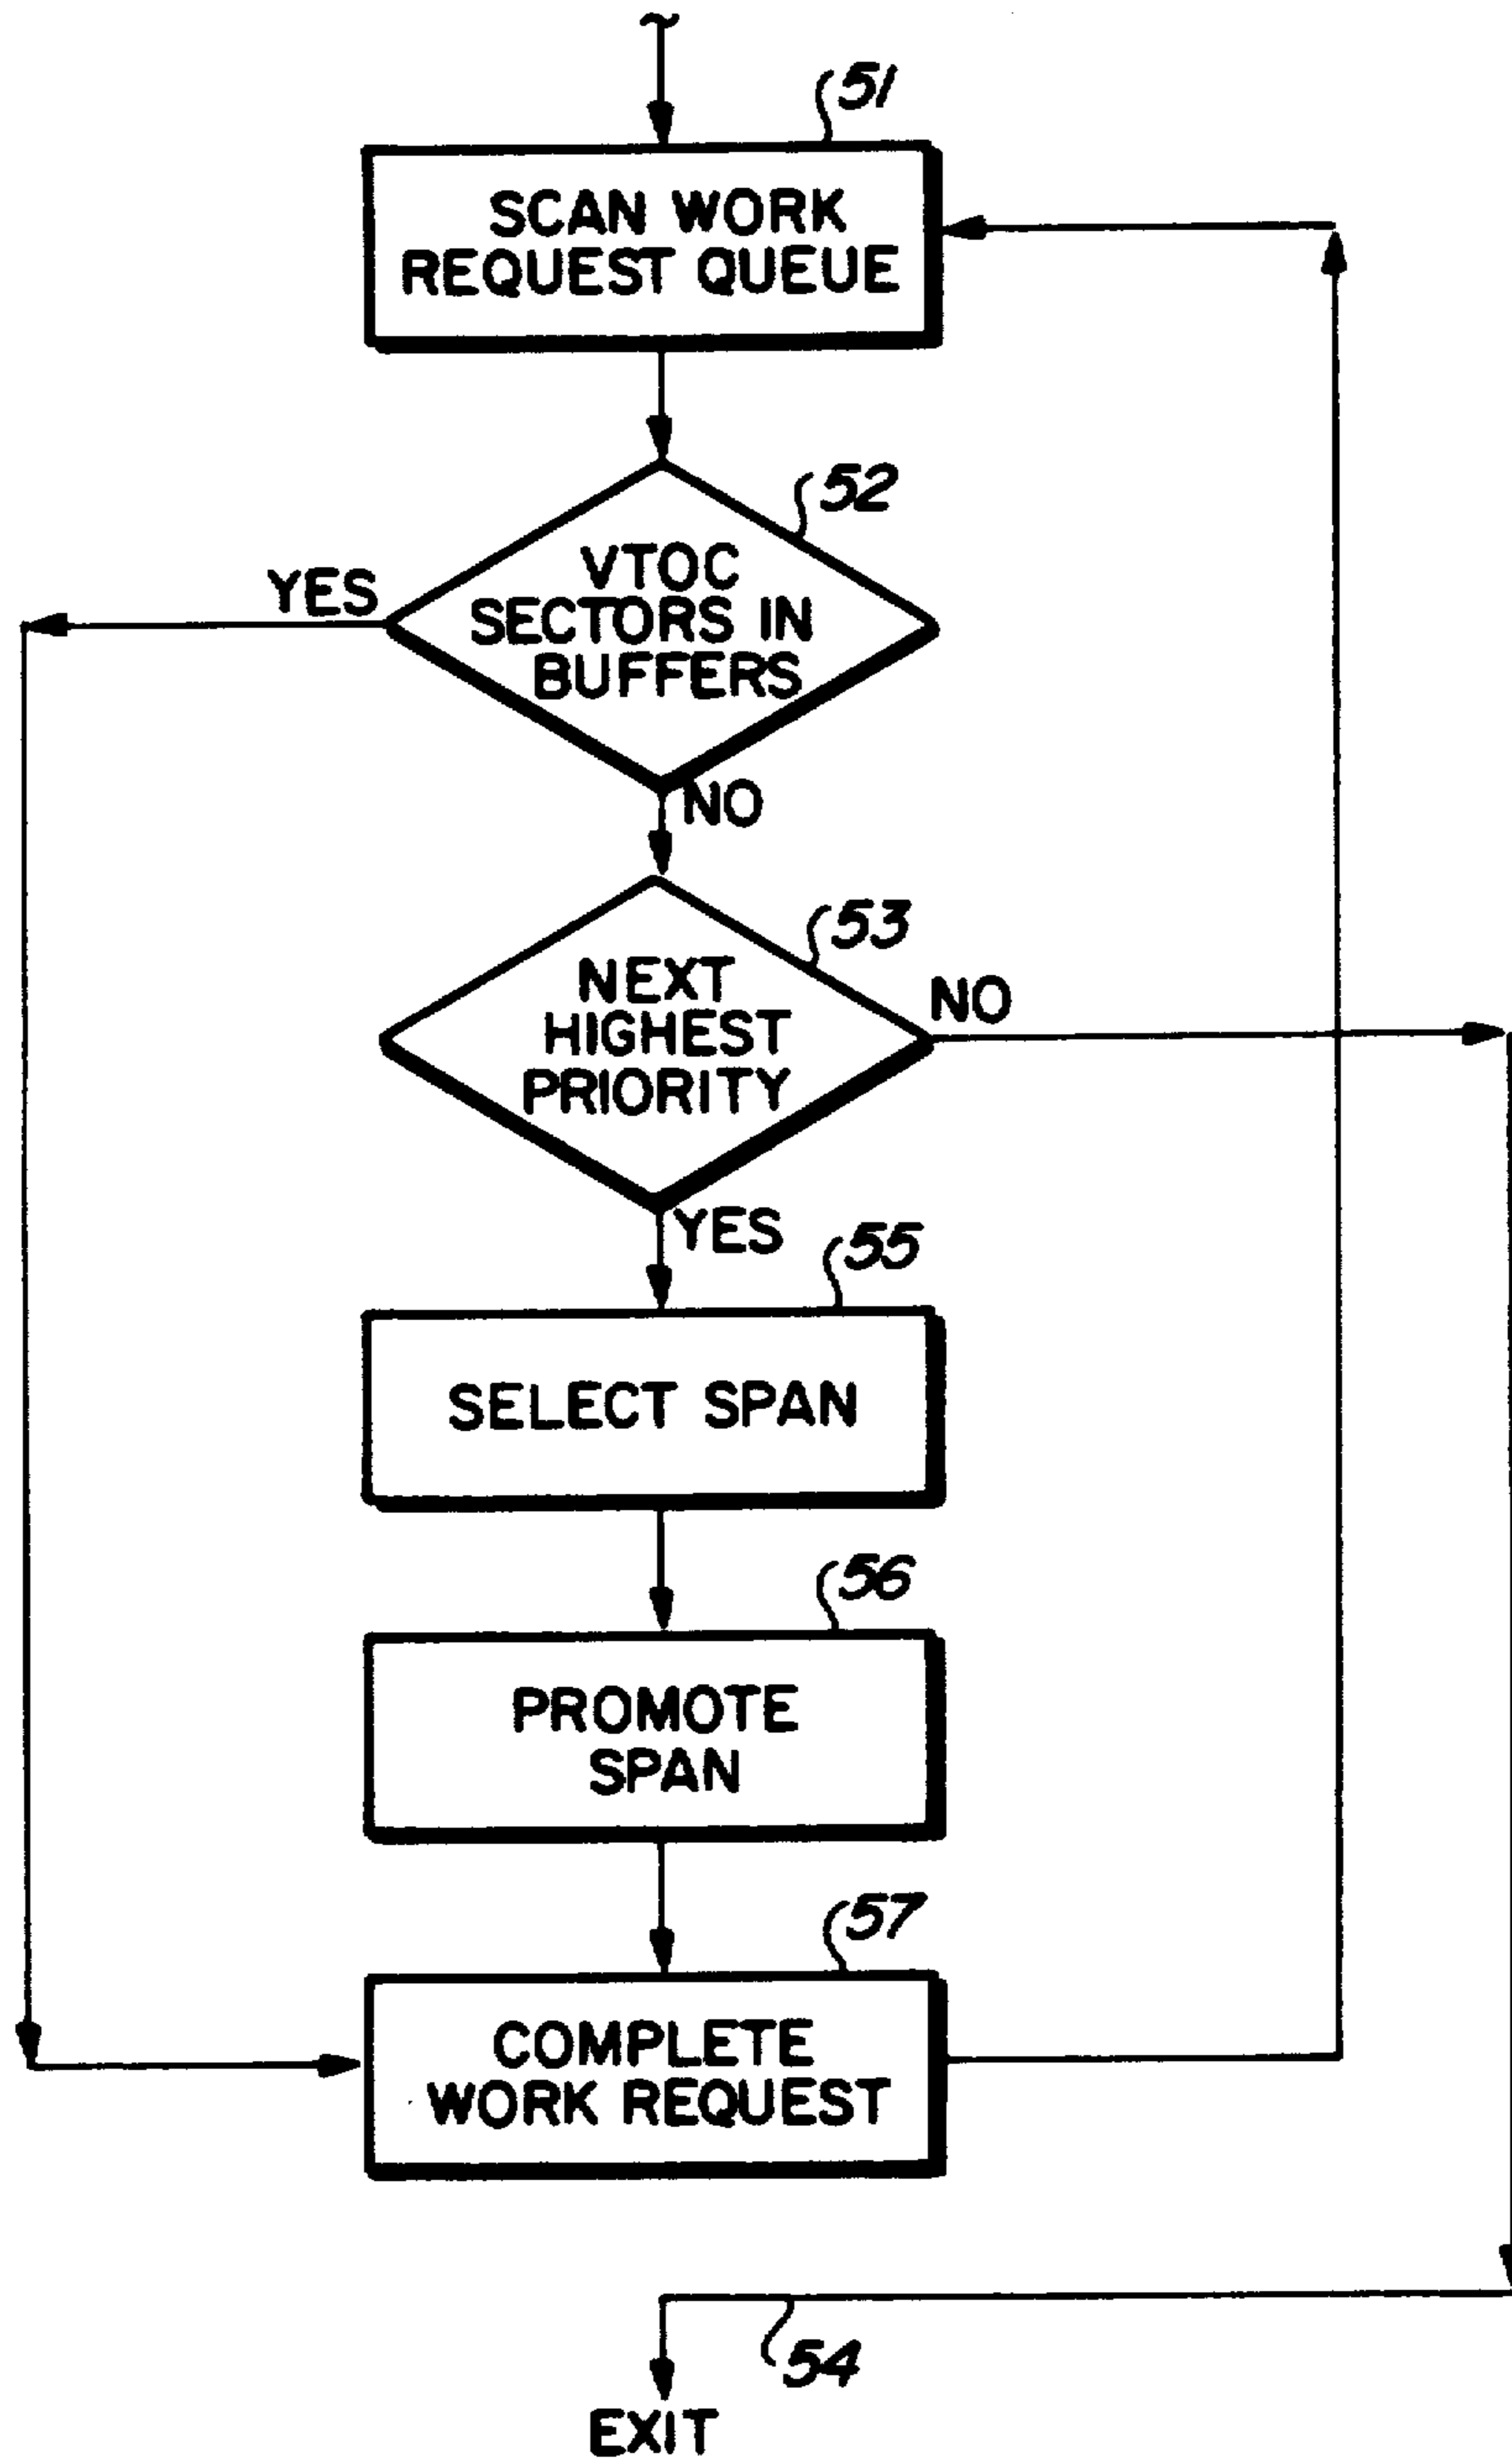 51
SCAN WORK
REQUEST QUEUE
52
VTOC
SECTORS IN
BUFFERS
YES
NO
53
NEXT
HIGHEST
PRIORITY
NO
YES
55
SELECT SPAN
56
PROMOTE
SPAN
57
COMPLETE
WORK REQUEST
54
EXIT